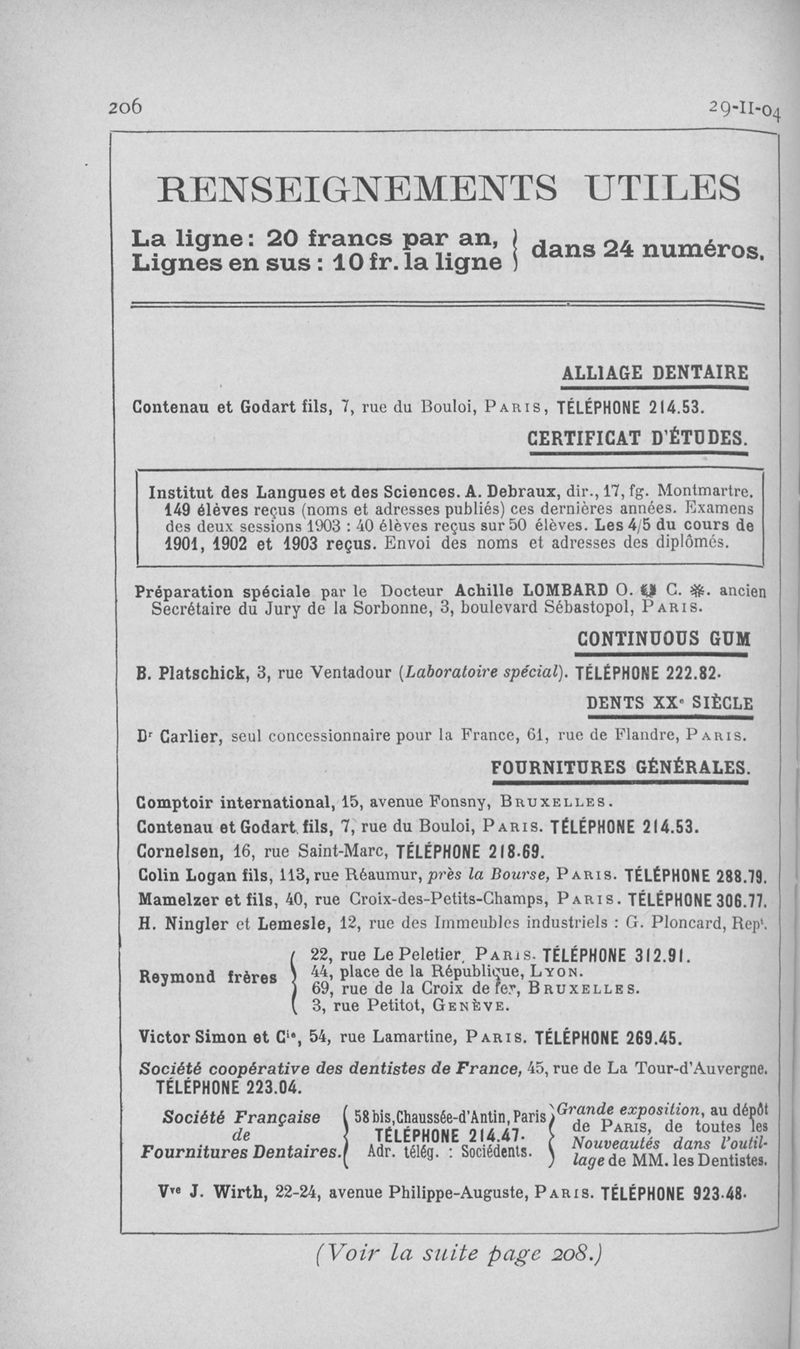 206
29-II-04
RENSEIGNEMENTS UTILES
La ligne: 20 francs par an, } dans 24 numéros.
Lignes en sus : 10 fr. la ligne
ALLIAGE DENTAIRE
Contenau et Godart fils, 7, rue du Bouloi, PARIS, TÉLÉPHONE 214.53.
CERTIFICAT D'ÉTUDES.
Institut des Langues et des Sciences. A. Debraux, dir., 17, fg. Montmartre.
149 élèves reçus (noms et adresses publiés) ces dernières années. Examens
des deux sessions 1903 : 40 élèves reçus sur 50 élèves. Les 4/5 du cours de
1901, 1902 et 1903 reçus. Envoi des noms et adresses des diplômés.
Préparation spéciale par le Docteur Achille LOMBARD O. C. ancien
Secrétaire du Jury de la Sorbonne, 3, boulevard Sébastopol, PARIS.
CONTINUOUS GUM
B. Platschick, 3, rue Ventadour (Laboratoire spécial). TÉLÉPHONE 222.82.
DENTS XXe SIÈCLE
Dr Carlier, seul concessionnaire pour la France, 61, rue de Flandre, PARIS.
FOURNITURES GÉNÉRALES.
Comptoir international, 15, avenue Fonsny, BRUXELLES.
Contenau et Godart fils, 7, rue du Bouloi, PARIS. TÉLÉPHONE 214.53.
Cornelsen, 16, rue Saint-Marc, TÉLÉPHONE 218-69.
Colin Logan fils, 113, rue Réaumur, près la Bourse, PARIS. TÉLÉPHONE 288.79.
Mamelzer et fils, 40, rue Croix-des-Petits-Champs, PARIS. TÉLÉPHONE 306.77.
H. Ningler et Lemesle, 12, rue des Immeubles industriels : G. Ploncard, Rept.
Reymond frères
22, rue Le Peletier, PARIS. TÉLÉPHONE 312.91.
44, place de la République, LYON.
69, rue de la Croix de fer, BRUXELLES.
3, rue Petitot, GENÈVE.
Victor Simon et Cie, 54, rue Lamartine, PARIS. TÉLÉPHONE 269.45.
Société coopérative des dentistes de France, 45, rue de La Tour-d'Auvergne.
TÉLÉPHONE 223.04.
Société Française
de
Fournitures Dentaires.
58 bis, Chaussée-d'Antin, Paris
TÉLÉPHONE 214.47.
Adr. télég. : Sociédents.
Grande exposition, au dépôt
de PARIS, de toutes les
Nouveautés dans l'outil-
lage de MM. les Dentistes.
Vve J. Wirth, 22-24, avenue Philippe-Auguste, PARIS. TÉLÉPHONE 923.48.
(Voir la suite page 208.)